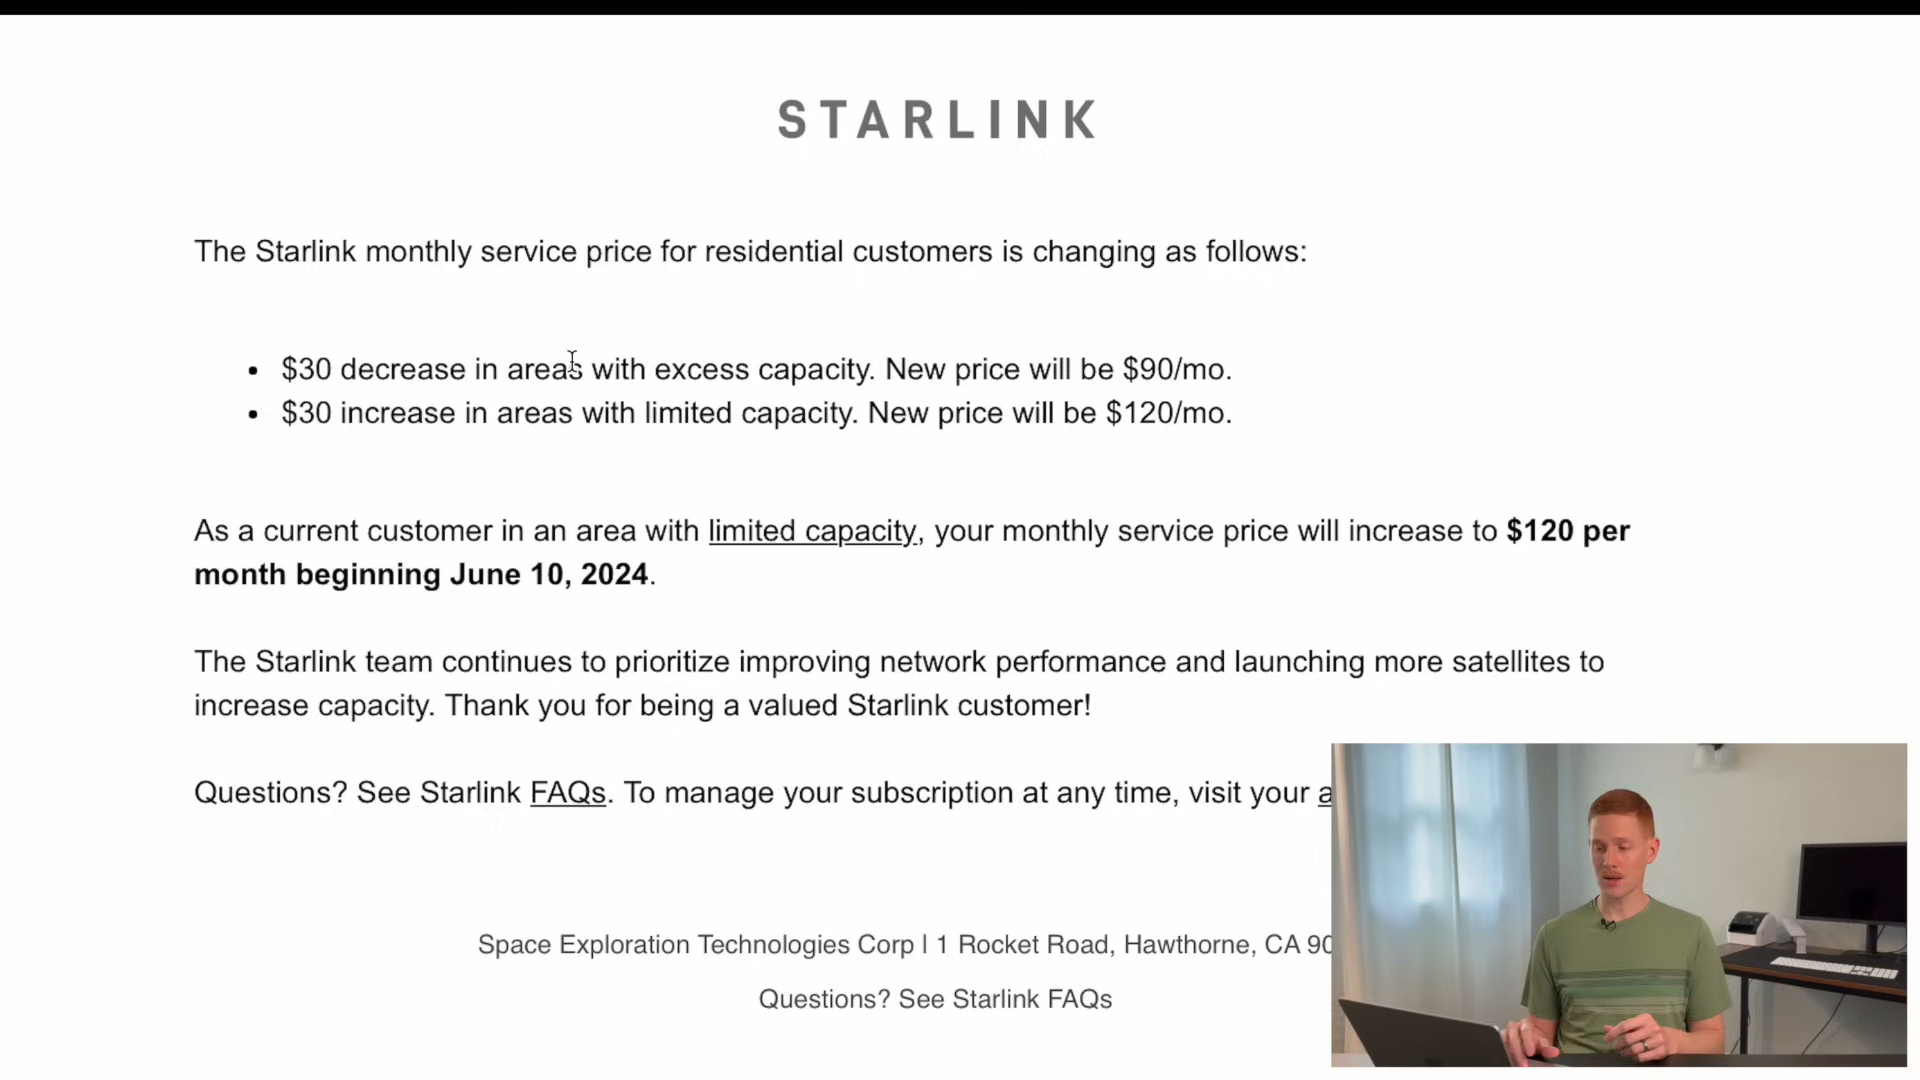 STARLINK
The Starlink monthly service price for residential customers is changing as follows:
• $30 decrease in areas with excess capacity. New price will be $90/mo.
• $30 increase in areas with limited capacity. New price will be $120/mo.
As a current customer in an area with limited capacity, your monthly service price will increase to $120 per
month beginning June 10, 2024.
The Starlink team continues to prioritize improving network performance and launching more satellites to
increase capacity. Thank you for being a valued Starlink customer!
Questions? See Starlink FAQs. To manage your subscription at any time, visit your
Space Exploration Technologies Corp | 1 Rocket Road, Hawthorne, CA
Questions? See Starlink FAQs